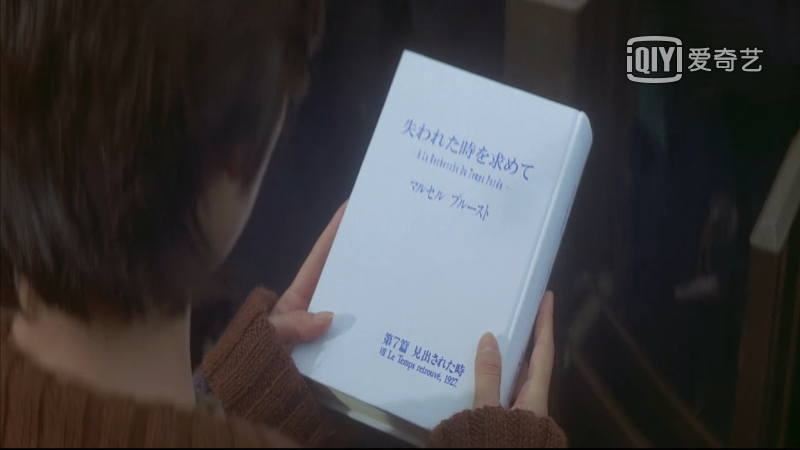 iQIY 爱奇艺
失われた時を求めて
-A La Recherche Du Temps Perdu-
マルセル プルースト
第7篇 見出された時
Ⅶ Le Temps retrouvé, 1927